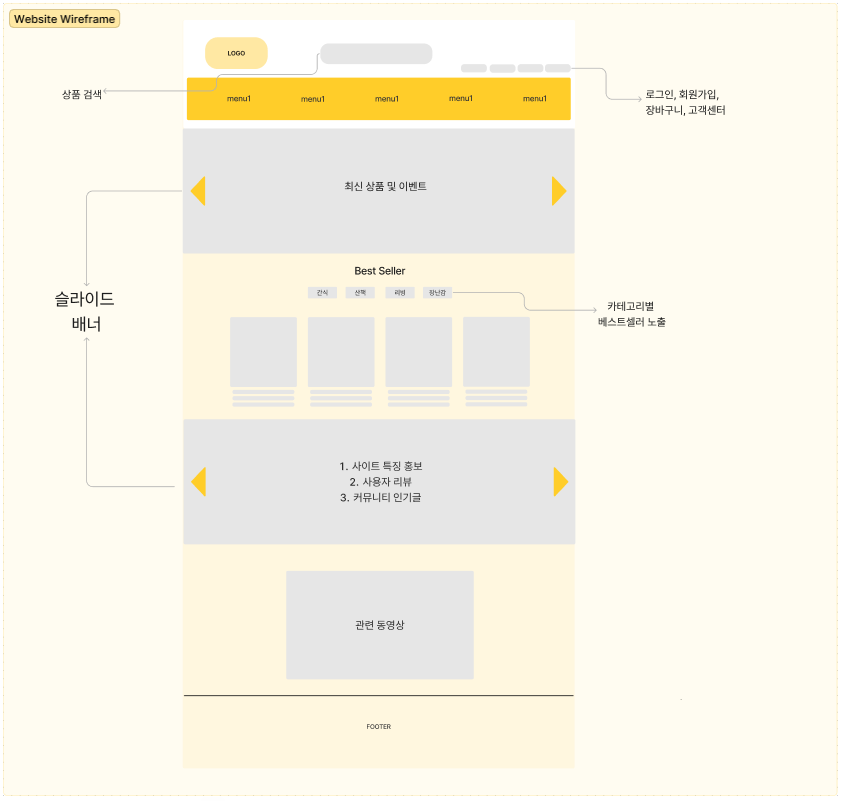 Website Wireframe
LOGO
상품 검색
menu1 menu1 menu1 menu1 menu1
로그인, 회원가입,
장바구니, 고객센터
최신 상품 및 이벤트
Best Seller
간식 산책 리빙 장난감
슬라이드
배너
카테고리별
베스트셀러 노출
1. 사이트 특징 홍보
2. 사용자 리뷰
3. 커뮤니티 인기글
관련 동영상
FOOTER